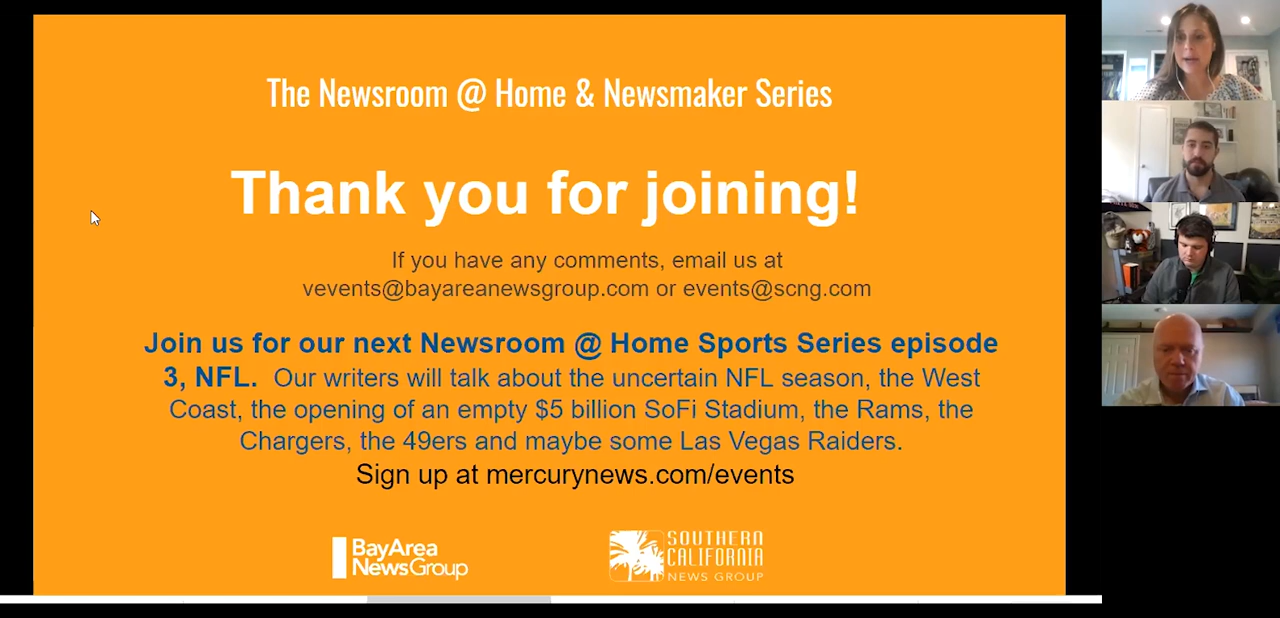 The Newsroom @ Home & Newsmaker Series
Thank you for joining!
If you have any comments, email us at
vevents@bayareanewsgroup.com or events@scng.com
Join us for our next Newsroom @ Home Sports Series episode
3, NFL. Our writers will talk about the uncertain NFL season, the West
Coast, the opening of an empty $5 billion SoFi Stadium, the Rams, the
Chargers, the 49ers and maybe some Las Vegas Raiders.
Sign up at mercurynews.com/events
BayArea
NewsGroup
SOUTHERN
CALIFORNIA
NEWS GROUP